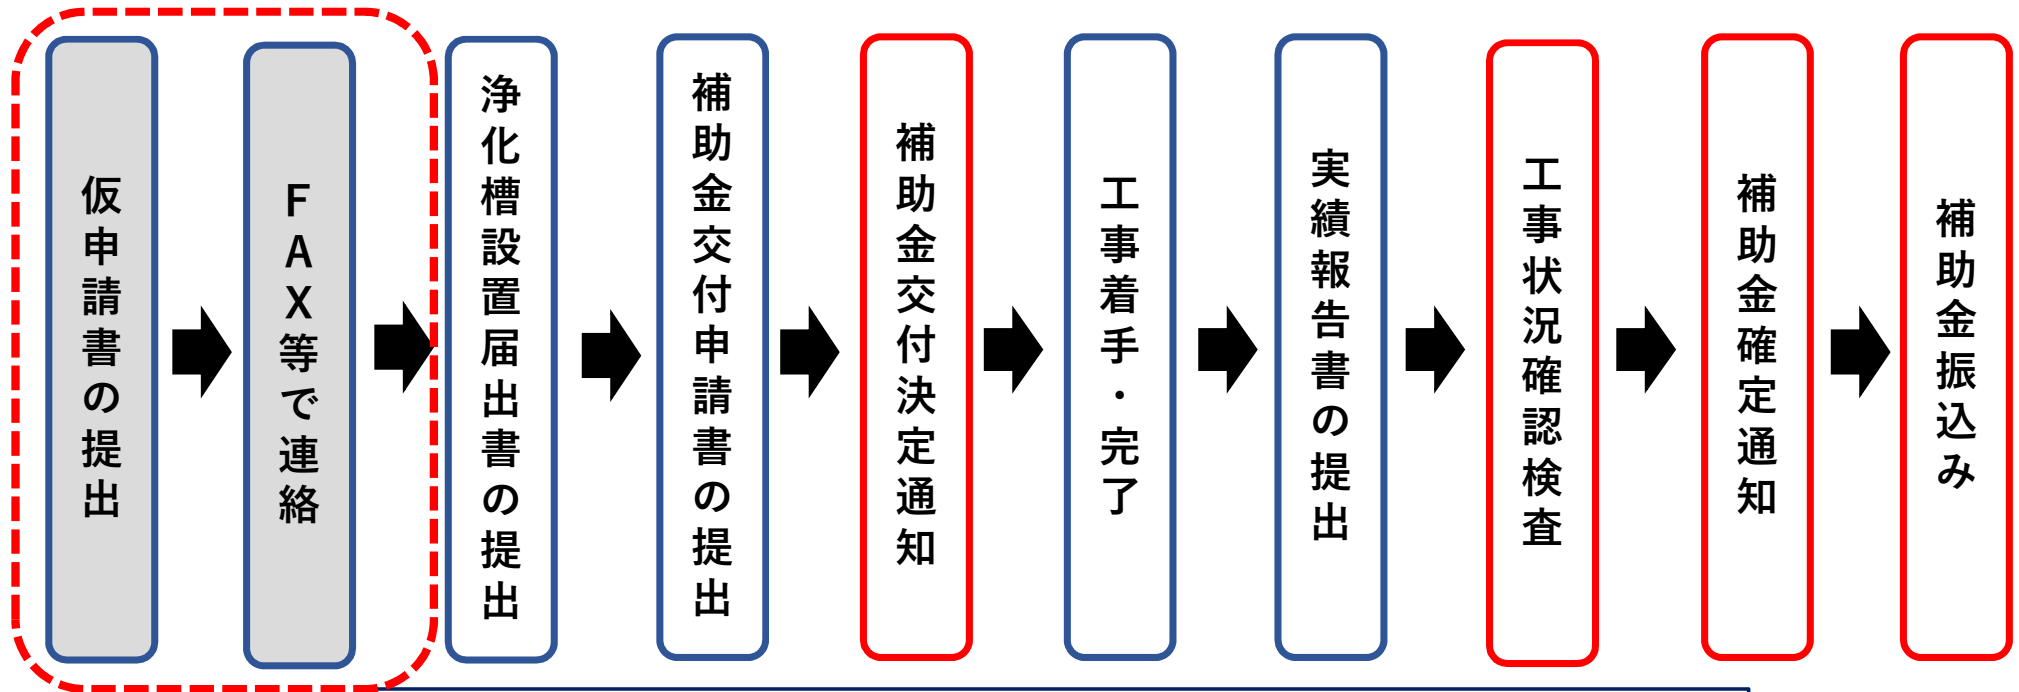 仮申請書の提出
ＦＡＸ等で連絡
浄化槽設置届出書の提出
補助金交付申請書の提出
補助金交付決定通知
工事着手・完了
実績報告書の提出
工事状況確認検査
補助金確定通知
補助金振込み